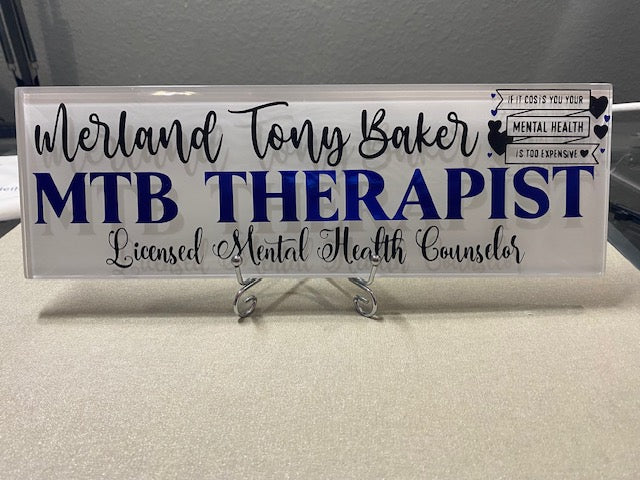 Merland Tony Baker
IF IT COSTS YOU YOUR
MENTAL HEALTH
IS TOO EXPENSIVE
MTB THERAPIST
Licensed Mental Health Counselor